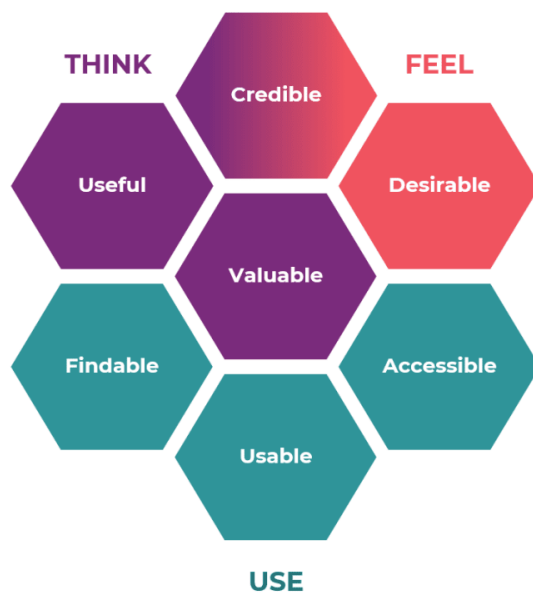 THINK
FEEL
Credible
Useful
Desirable
Valuable
Findable
Accessible
Usable
USE